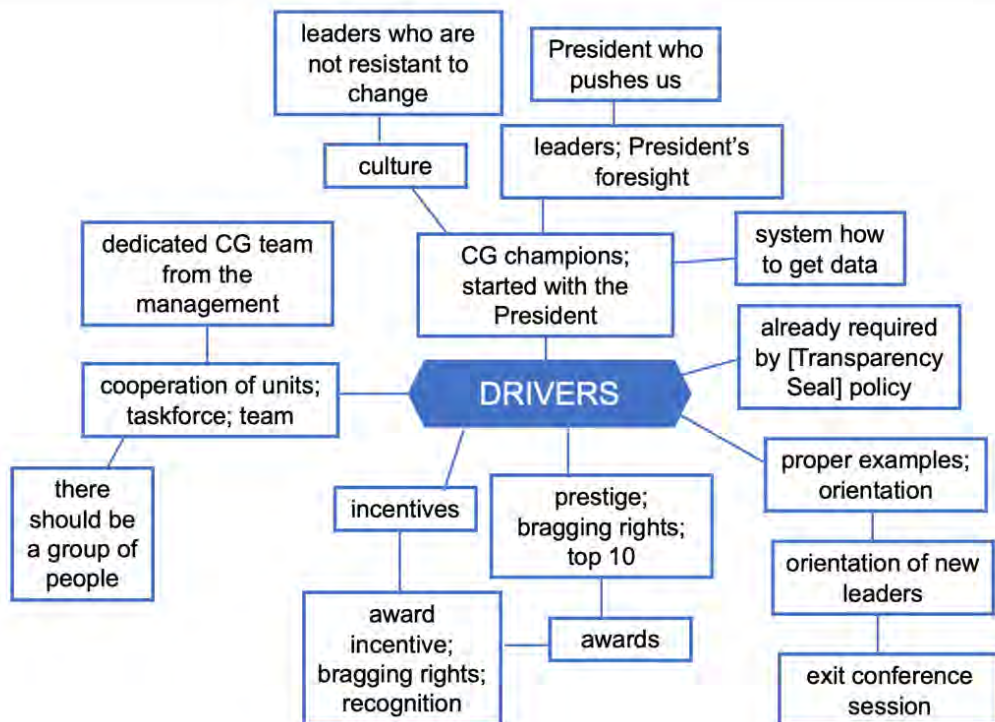 leaders who are
not resistant to
change
President who
pushes us
culture
leaders; President's
foresight
dedicated CG team
from the
management
CG champions;
started with the
President
system how
to get data
already required
by [Transparency
Seal] policy
cooperation of units;
taskforce; team
DRIVERS
proper examples;
orientation
there
should be
a group of
people
incentives
prestige;
bragging rights;
top 10
orientation of new
leaders
award
incentive;
bragging rights;
recognition
awards
exit conference
session